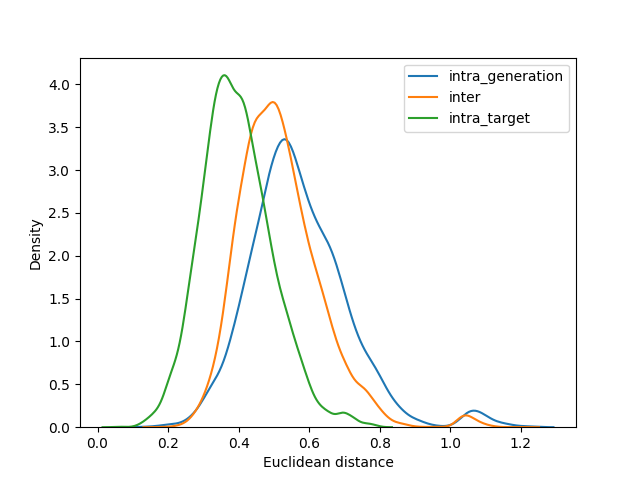 intra_generation
inter
intra_target
Density
4.0
3.5
3.0
2.5
2.0
1.5
1.0
0.5
0.0
0.0 0.2 0.4 0.6 0.8 1.0 1.2
Euclidean distance